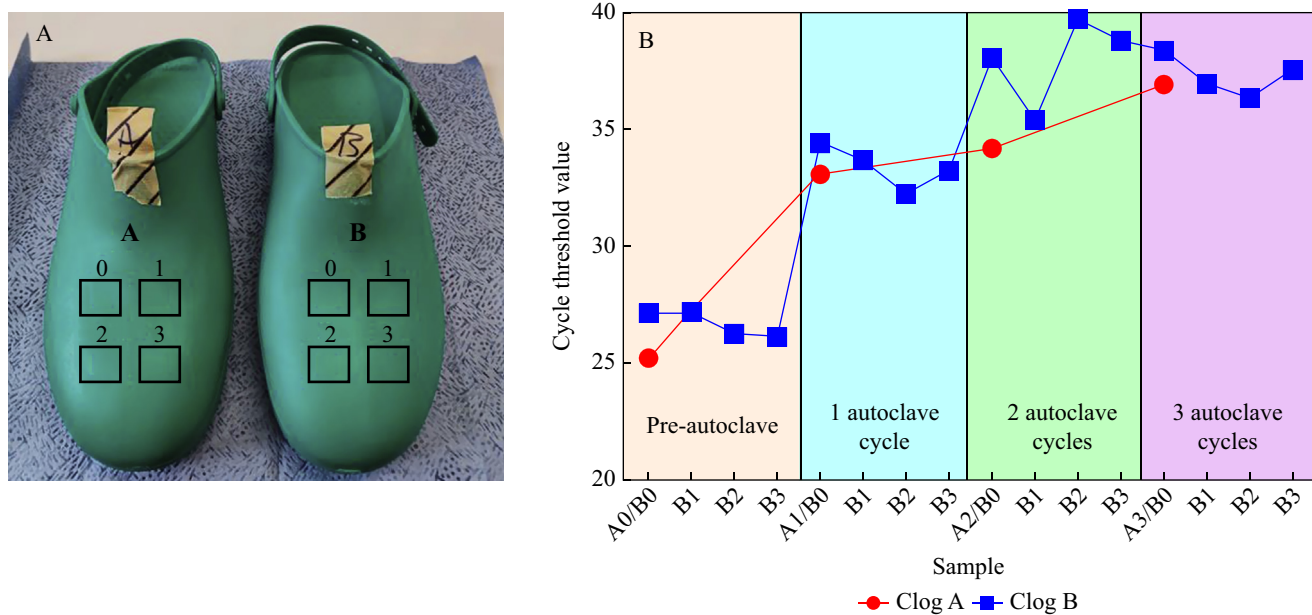 A
A
B
A
B
0 1
0 1
2 3
2 3
B
Cycle threshold value
40
35
30
25
20
Pre-autoclave
1 autoclave
cycle
2 autoclave
cycles
3 autoclave
cycles
A0/B0
B1
B2
B3
A1/B0
B1
B2
B3
A2/B0
B1
B2
B3
A3/B0
B1
B2
B3
Sample
Clog A
Clog B